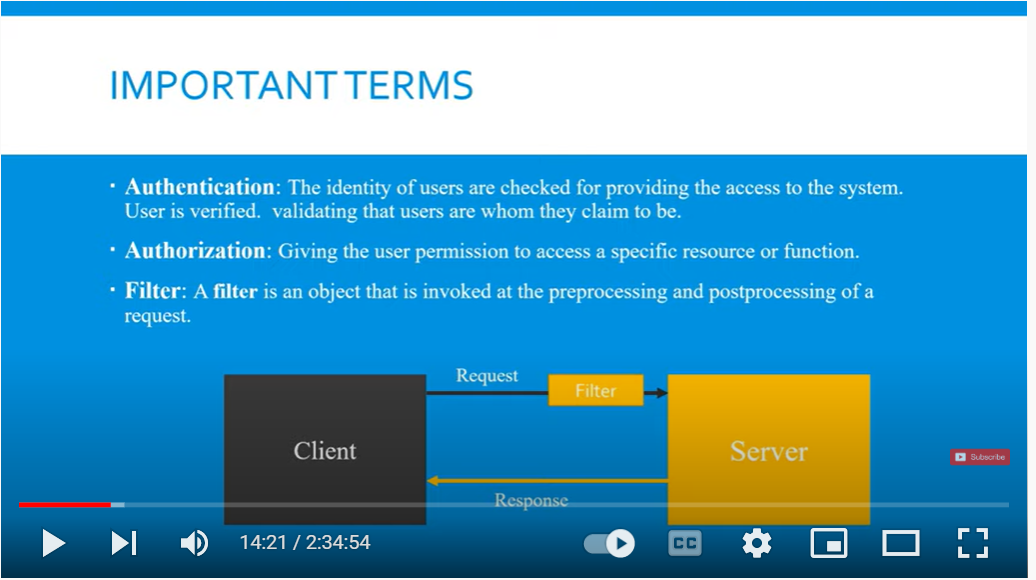 IMPORTANT TERMS
▪ Authentication: The identity of users are checked for providing the access to the system.
User is verified.  validating that users are whom they claim to be.
▪ Authorization: Giving the user permission to access a specific resource or function.
▪ Filter: A filter is an object that is invoked at the preprocessing and postprocessing of a
request.
Request
Filter
Client
Server
Subscribe
Response
14:21 / 2:34:54
CC